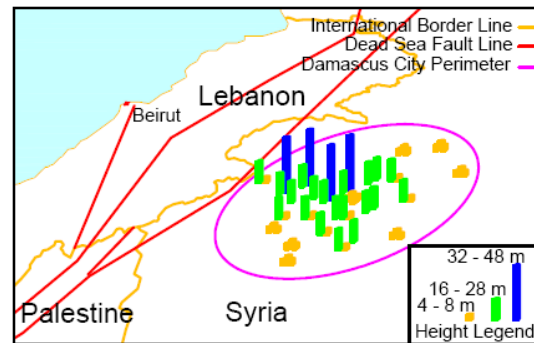 International Border Line
Dead Sea Fault Line
Damascus City Perimeter
Lebanon
Beirut
32 - 48 m
16 - 28 m
4 - 8 m
Palestine
Syria
Height Legend